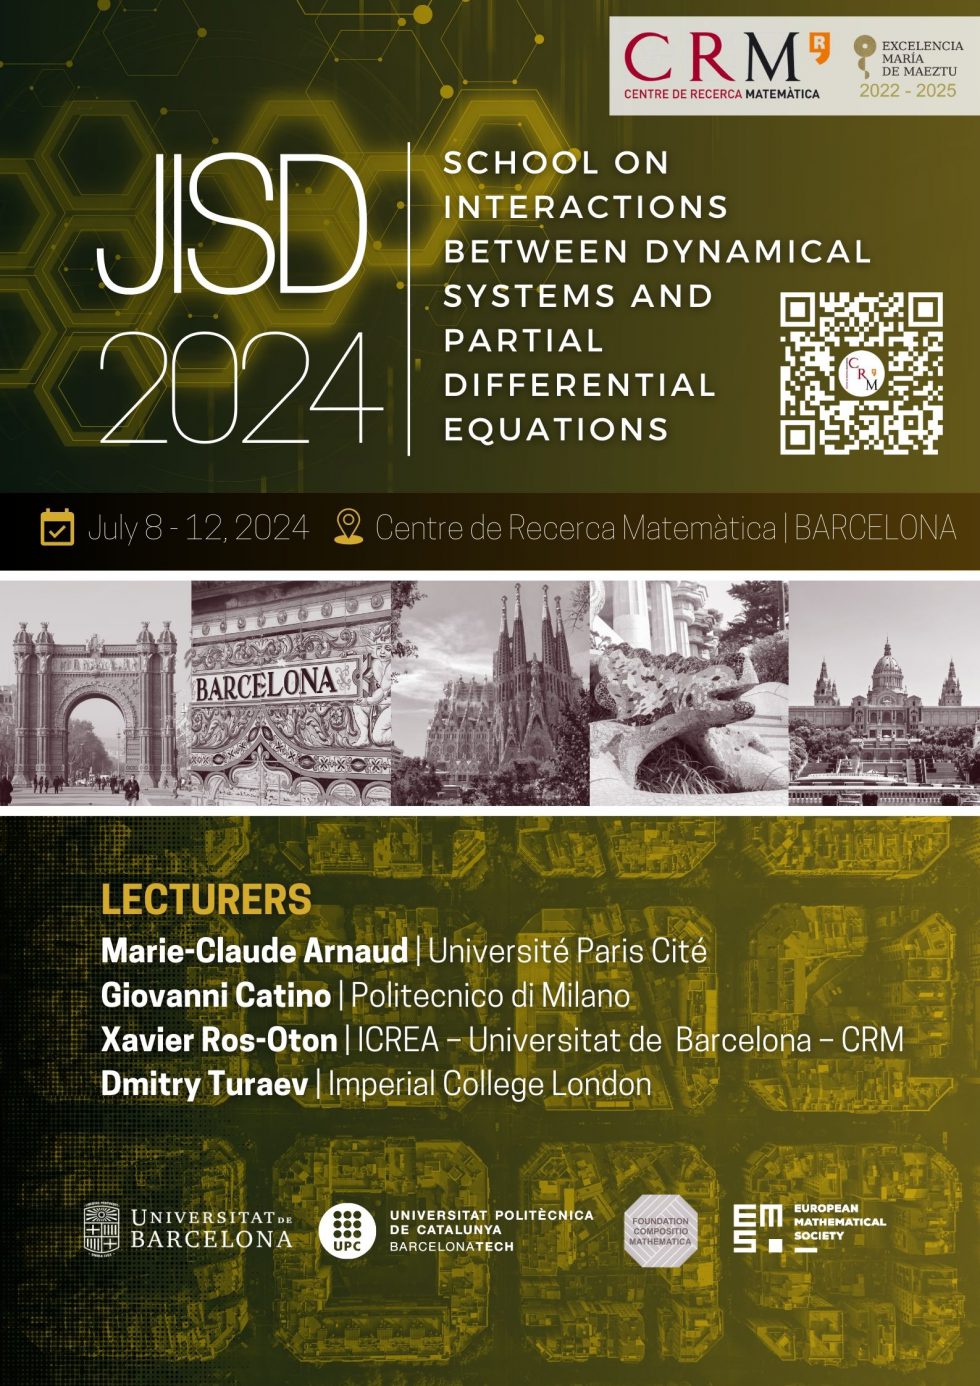 CRM R
CENTRE DE RECERCA MATEMÀTICA
EXCELENCIA
MARÍA
DE MAEZTU
2022 - 2025
JISD
2024
SCHOOL ON
INTERACTIONS
BETWEEN DYNAMICAL
SYSTEMS AND
PARTIAL
DIFFERENTIAL
EQUATIONS
CRM
July 8 - 12, 2024
Centre de Recerca Matemàtica | BARCELONA
BARCELONA
LECTURERS
Marie-Claude Arnaud | Université Paris Cité
Giovanni Catino | Politecnico di Milano
Xavier Ros-Oton | ICREA – Universitat de Barcelona – CRM
Dmitry Turaev | Imperial College London
UNIVERSITAT DE
BARCELONA
UPC
UNIVERSITAT POLITÈCNICA
DE CATALUNYA
BARCELONATECH
FOUNDATION
COMPOSITIO
MATHEMATICA
EMS
EUROPEAN
MATHEMATICAL
SOCIETY